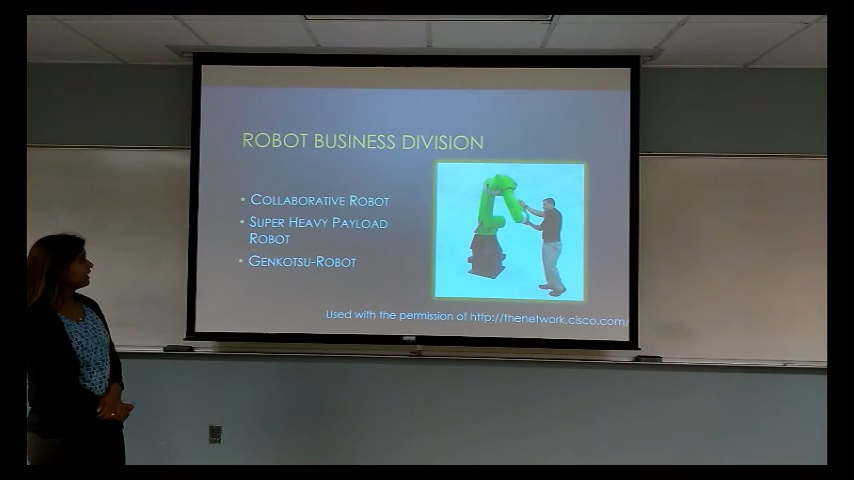 ROBOT BUSINESS DIVISION
• COLLABORATIVE ROBOT
• SUPER HEAVY PAYLOAD
ROBOT
• GENKOTSU-ROBOT
Used with the permission of http://thenetwork.cisco.com/